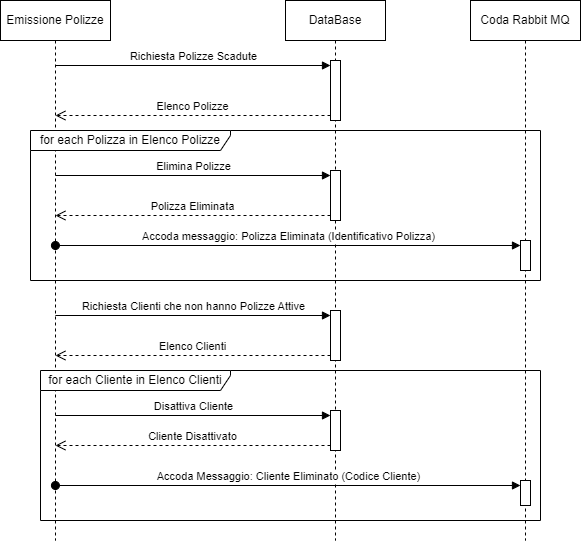 Emissione Polizze
DataBase
Coda Rabbit MQ
Richiesta Polizze Scadute
Elenco Polizze
for each Polizza in Elenco Polizze
Elimina Polizze
Polizza Eliminata
Accoda messaggio: Polizza Eliminata (Identificativo Polizza)
Richiesta Clienti che non hanno Polizze Attive
Elenco Clienti
for each Cliente in Elenco Clienti
Disattiva Cliente
Cliente Disattivato
Accoda Messaggio: Cliente Eliminato (Codice Cliente)